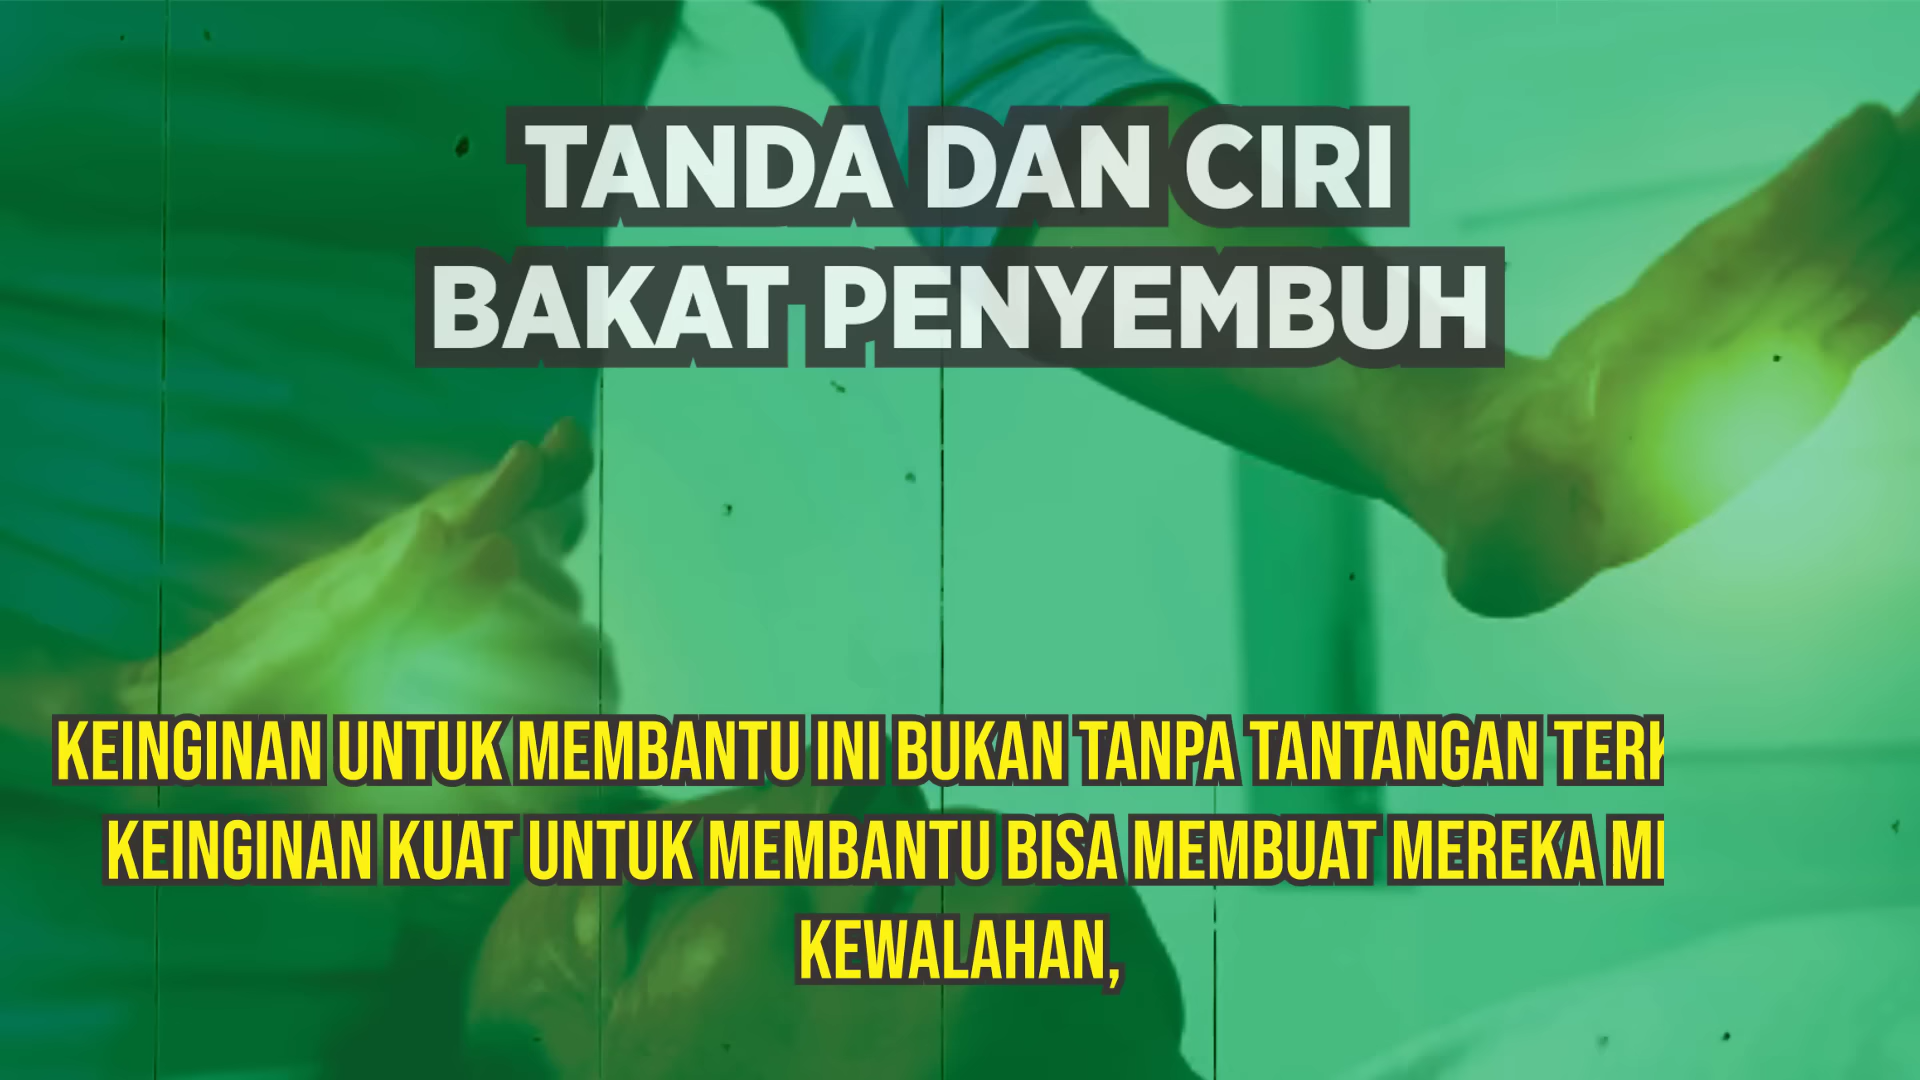 TANDA DAN CIRI
BAKAT PENYEMBUH
KEINGINAN UNTUK MEMBANTU INI BUKAN TANPA TANTANGAN
KEINGINAN KUAT UNTUK MEMBANTU BISA MEMBUAT MEREKA
KEWALAHAN,